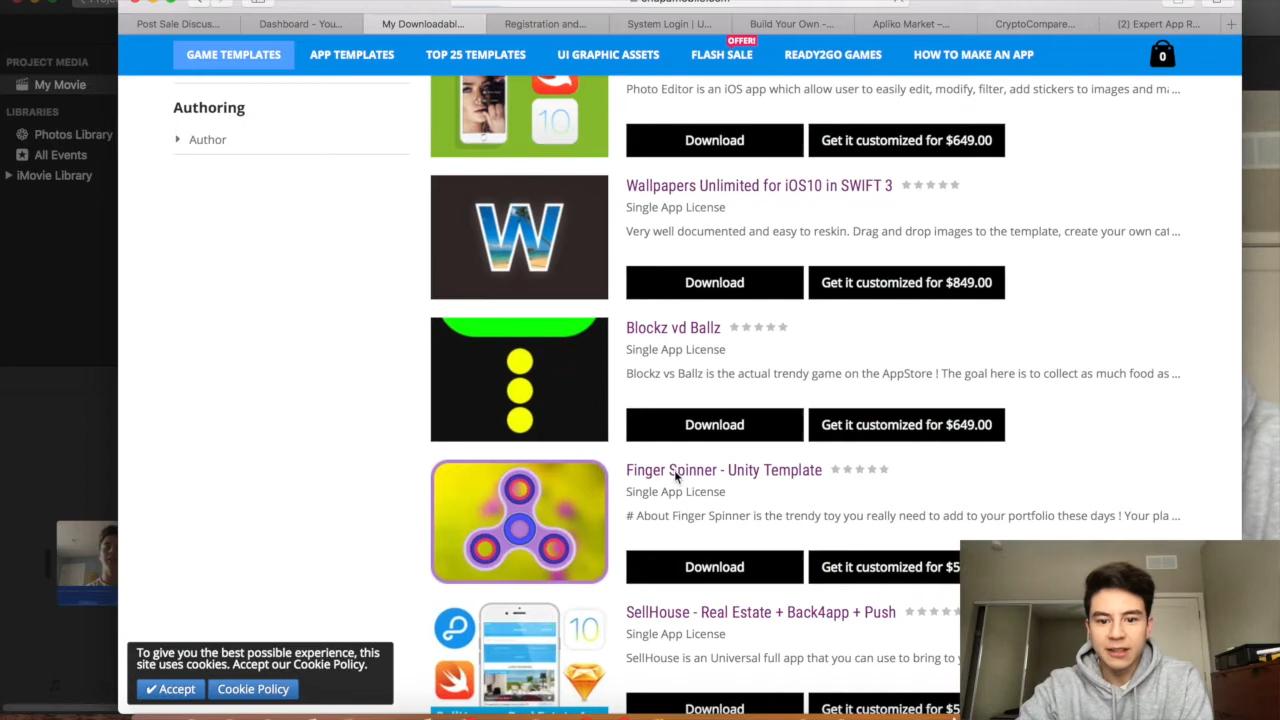 Post Sale Discus...
Dashboard - You...
My Downloadabl...
Registration and...
System Login | U...
Build Your Own -...
Apliko Market –...
CryptoCompare...
(2) Expert App R...
PROJECT MEDIA
My Movie
LIBRARIES
Photos Library
All Events
iMovie Library
GAME TEMPLATES
APP TEMPLATES
TOP 25 TEMPLATES
UI GRAPHIC ASSETS
OFFER!
FLASH SALE
READY2GO GAMES
HOW TO MAKE AN APP
0
Authoring
Author
10
Photo Editor is an iOS app which allow user to easily edit, modify, filter, add stickers to images and m. ...
Download
Get it customized for $649.00
W
Wallpapers Unlimited for iOS10 in SWIFT 3
Single App License
Very well documented and easy to reskin. Drag and drop images to the template, create your own cat ...
Download
Get it customized for $849.00
Blockz vd Ballz
Single App License
Blockz vs Ballz is the actual trendy game on the AppStore ! The goal here is to collect as much food as ...
Download
Get it customized for $649.00
Finger Spinner - Unity Template
Single App License
# About Finger Spinner is the trendy toy you really need to add to your portfolio these days ! Your pla ...
Download
Get it customized for $5
10
SellHouse - Real Estate + Back4app + Push
Single App License
SellHouse is an Universal full app that you can use to bring to y
Download
Get it customized for $5
To give you the best possible experience, this
site uses cookies. Accept our Cookie Policy.
✔ Accept
Cookie Policy